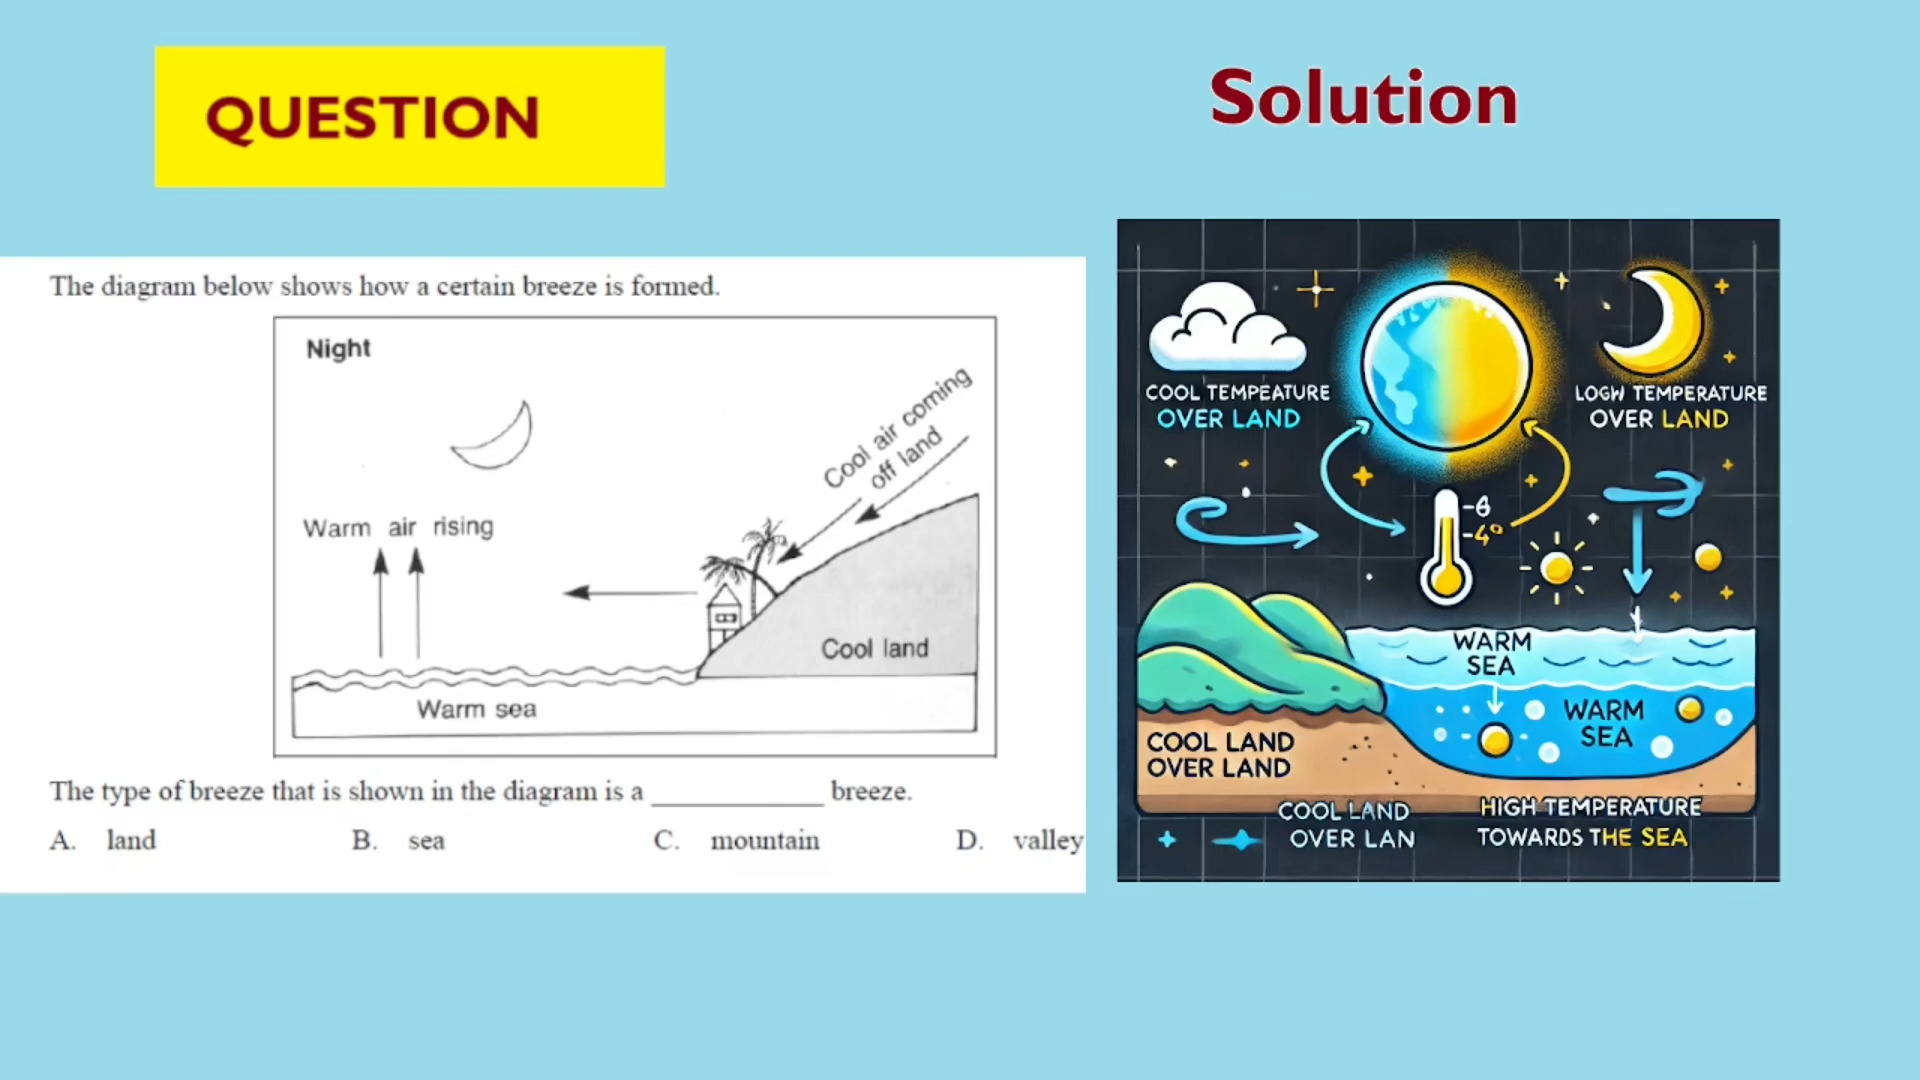 QUESTION
The diagram below shows how a certain breeze is formed.
Night
Cool air coming
off land
Warm air rising
Cool land
Warm sea
The type of breeze that is shown in the diagram is a ____________ breeze.
A. land B. sea C. mountain D. valley
Solution
COOL TEMPEATURE
OVER LAND
LOGW TEMPERATURE
OVER LAND
-6
-4°
WARM
SEA
WARM
SEA
COOL LAND
OVER LAND
COOL LAND
OVER LAN
HIGH TEMPERATURE
TOWARDS THE SEA